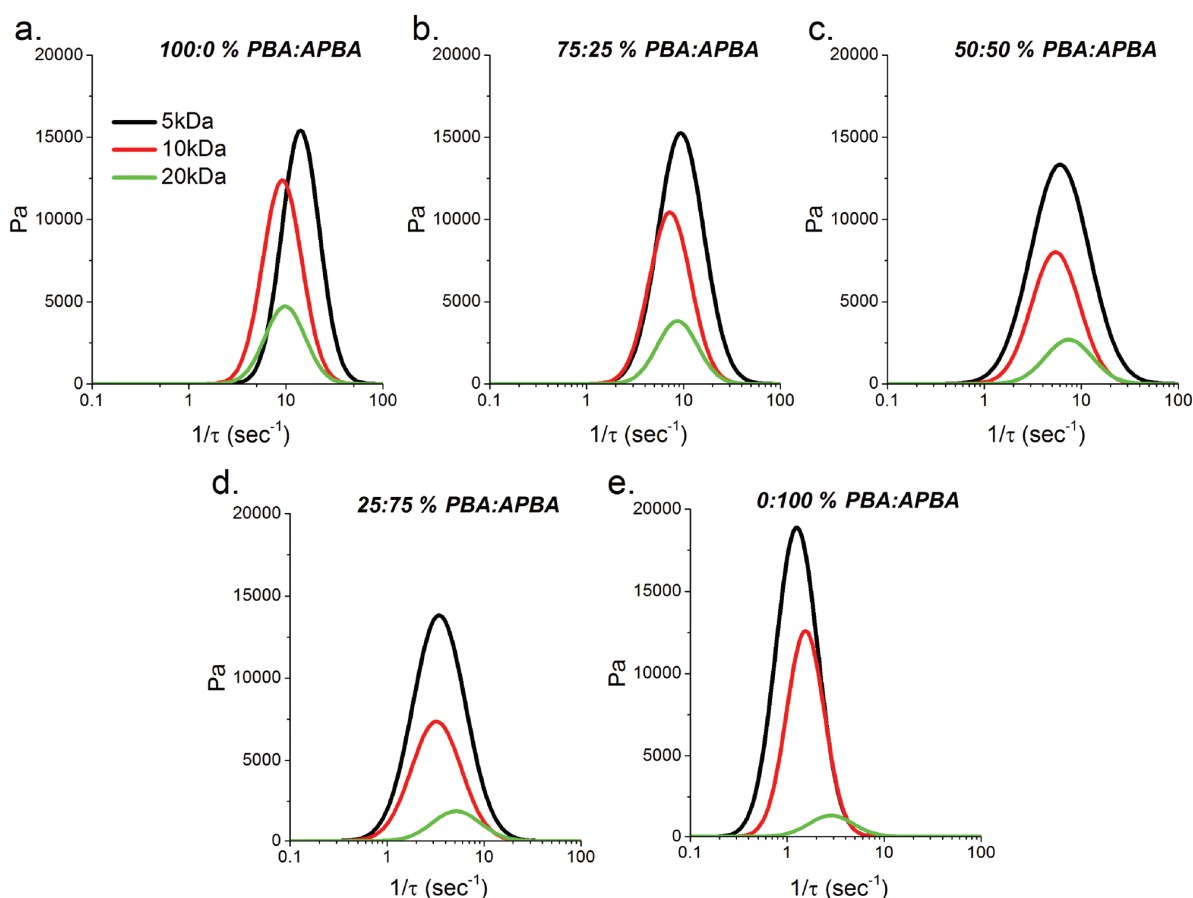 a.
100:0 % PBA:APBA
20000
15000
10000
5000
0
Pa
5kDa
10kDa
20kDa
0.1
1
10
100
1/τ (sec⁻¹)
b.
75:25 % PBA:APBA
20000
15000
10000
5000
0
Pa
0.1
1
10
100
1/τ (sec⁻¹)
c.
50:50 % PBA:APBA
20000
15000
10000
5000
0
Pa
0.1
1
10
100
1/τ (sec⁻¹)
d.
25:75 % PBA:APBA
20000
15000
10000
5000
0
Pa
0.1
1
10
100
1/τ (sec⁻¹)
e.
0:100 % PBA:APBA
20000
15000
10000
5000
0
Pa
0.1
1
10
100
1/τ (sec⁻¹)